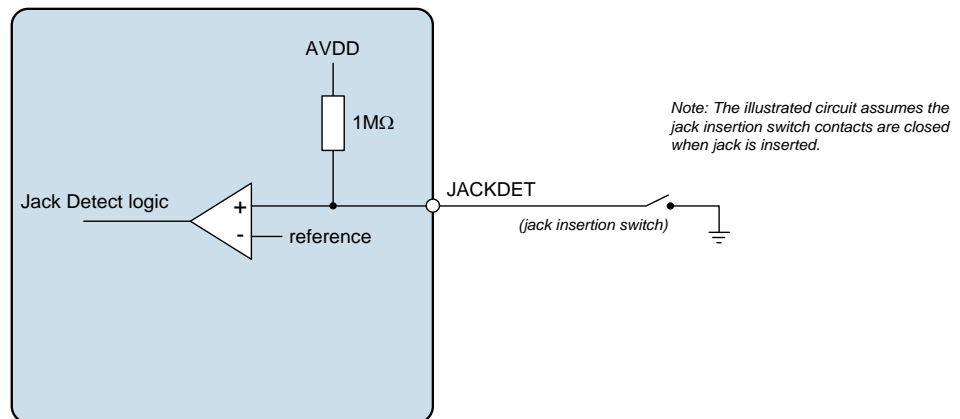 AVDD
1MΩ
Note: The illustrated circuit assumes the
jack insertion switch contacts are closed
when jack is inserted.
Jack Detect logic
+
-
reference
JACKDET
(jack insertion switch)